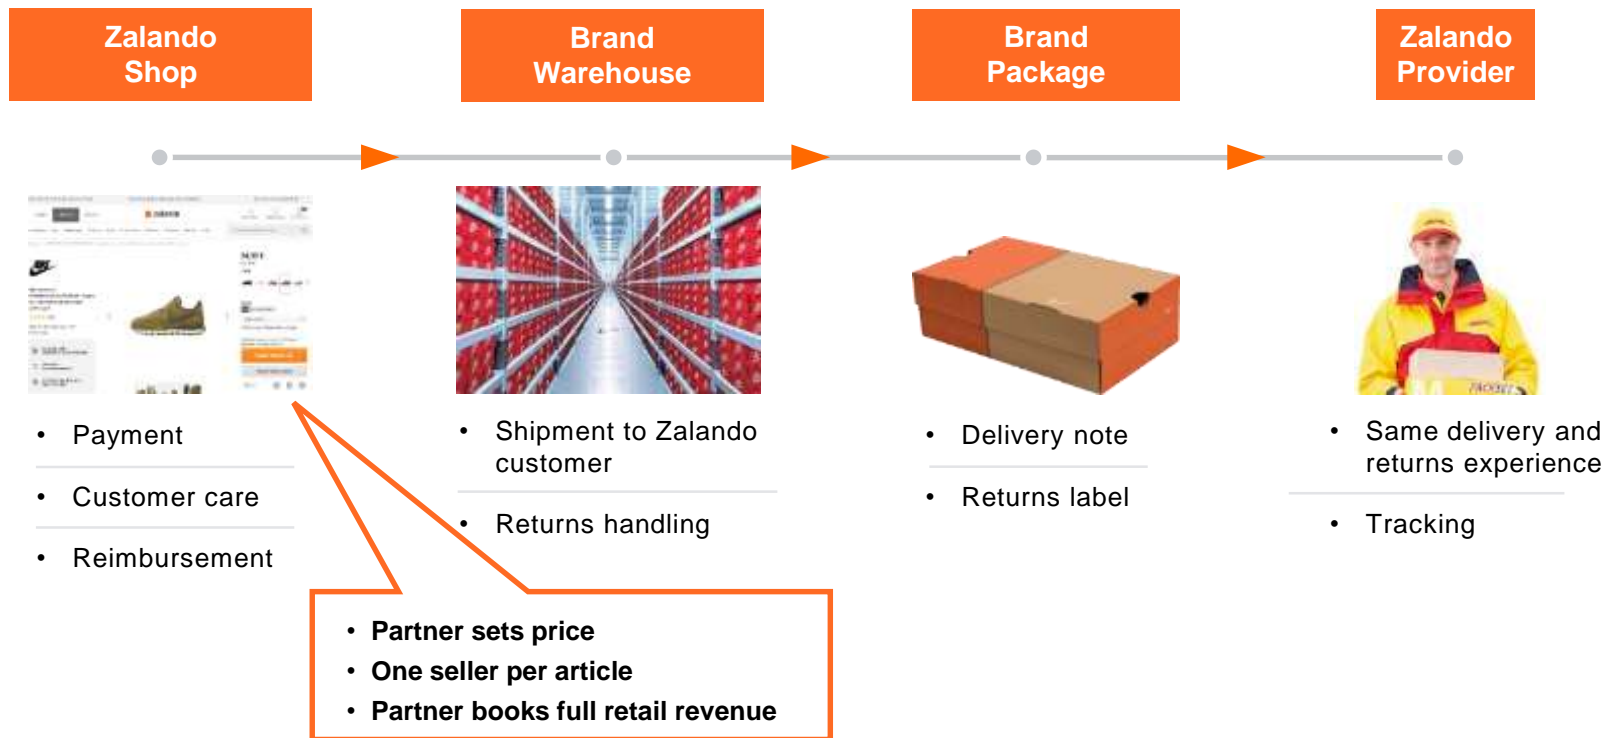 Zalando
Shop
Brand
Warehouse
Brand
Package
Zalando
Provider
• Payment
• Customer care
• Reimbursement
• Shipment to Zalando
customer
• Returns handling
• Delivery note
• Returns label
• Same delivery and
returns experience
• Tracking
• Partner sets price
• One seller per article
• Partner books full retail revenue